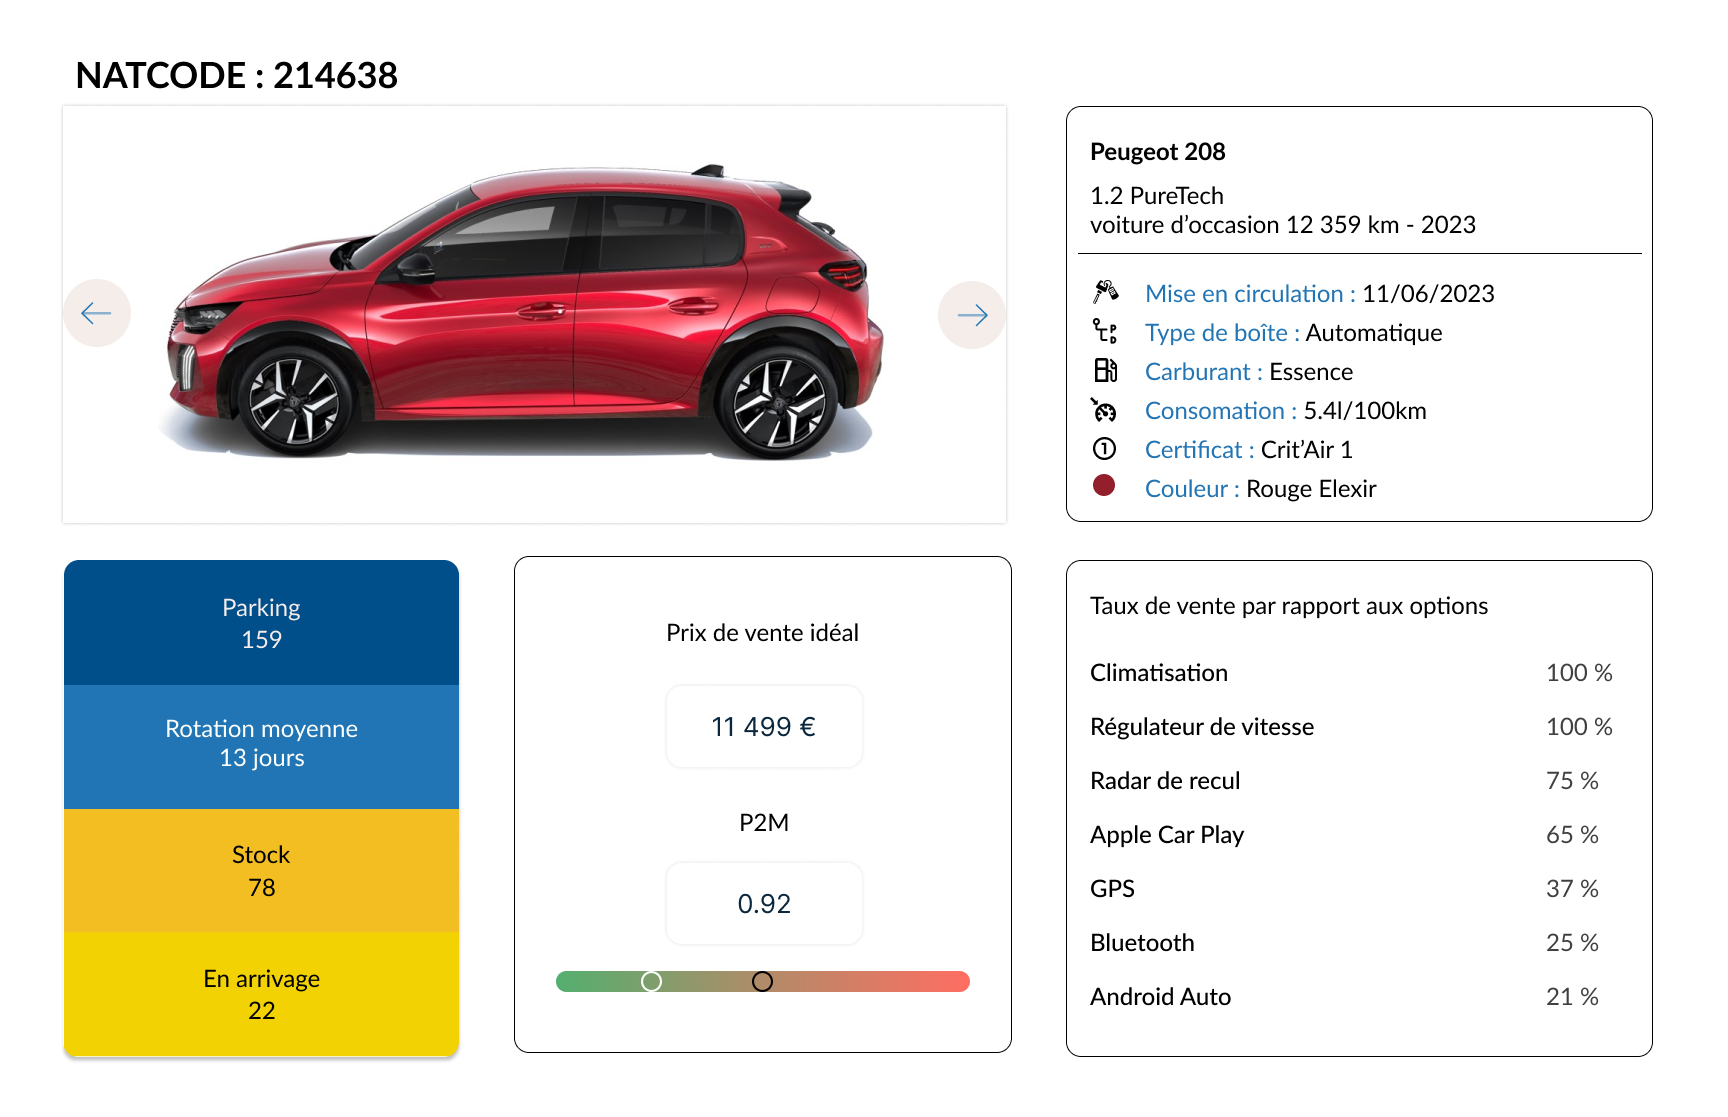 NATCODE : 214638
Peugeot 208
1.2 PureTech
voiture d’occasion 12 359 km - 2023
Mise en circulation : 11/06/2023
Type de boîte : Automatique
Carburant : Essence
Consomation : 5.4l/100km
Certificat : Crit’Air 1
Couleur : Rouge Elexir
Parking
159
Rotation moyenne
13 jours
Stock
78
En arrivage
22
Prix de vente idéal
11 499 €
P2M
0.92
Taux de vente par rapport aux options
Climatisation 100 %
Régulateur de vitesse 100 %
Radar de recul 75 %
Apple Car Play 65 %
GPS 37 %
Bluetooth 25 %
Android Auto 21 %